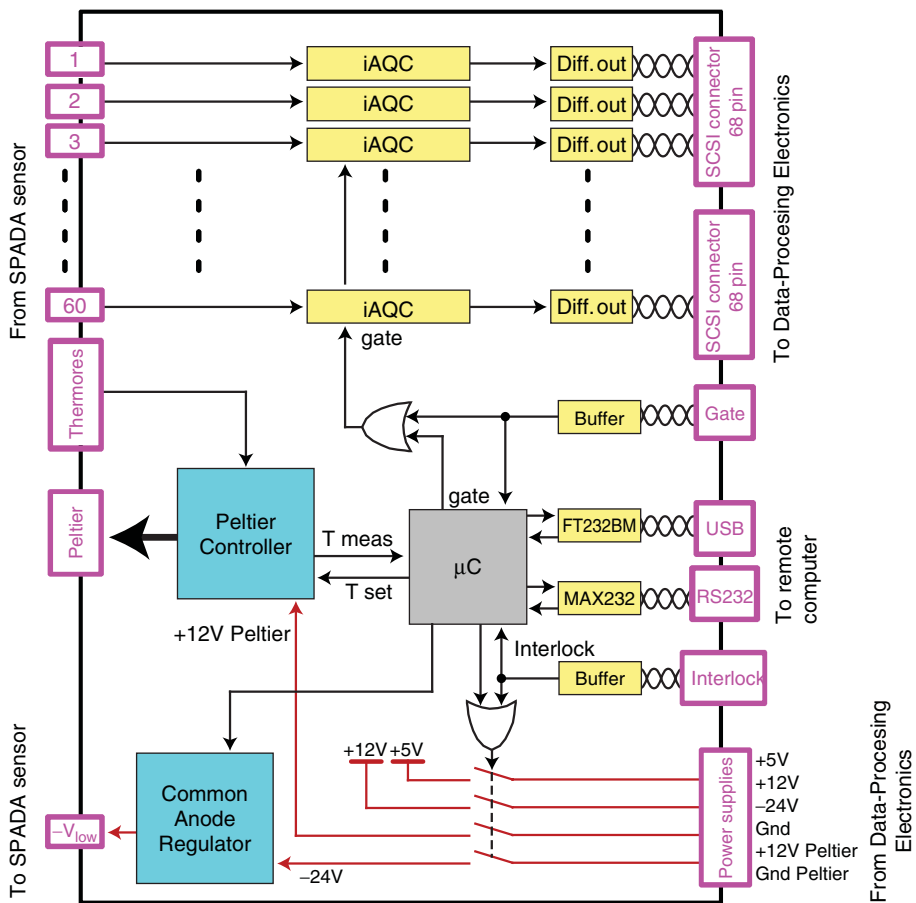 1
iAQC
Diff. out
2
iAQC
Diff. out
3
iAQC
Diff. out
SCSI connector
68 pin
From SPADA sensor
To Data-Procesing Electronics
60
iAQC
Diff. out
SCSI connector
68 pin
gate
Thermores
Buffer
Gate
gate
Peltier
Peltier
Controller
T meas
T set
µC
FT232BM
USB
MAX232
RS232
To remote
computer
+12V Peltier
Interlock
Buffer
Interlock
To SPADA sensor
Common
Anode
Regulator
–V_low
–24V
+12V
+5V
Power supplies
+5V
+12V
–24V
Gnd
+12V Peltier
Gnd Peltier
From Data-Procesing
Electronics